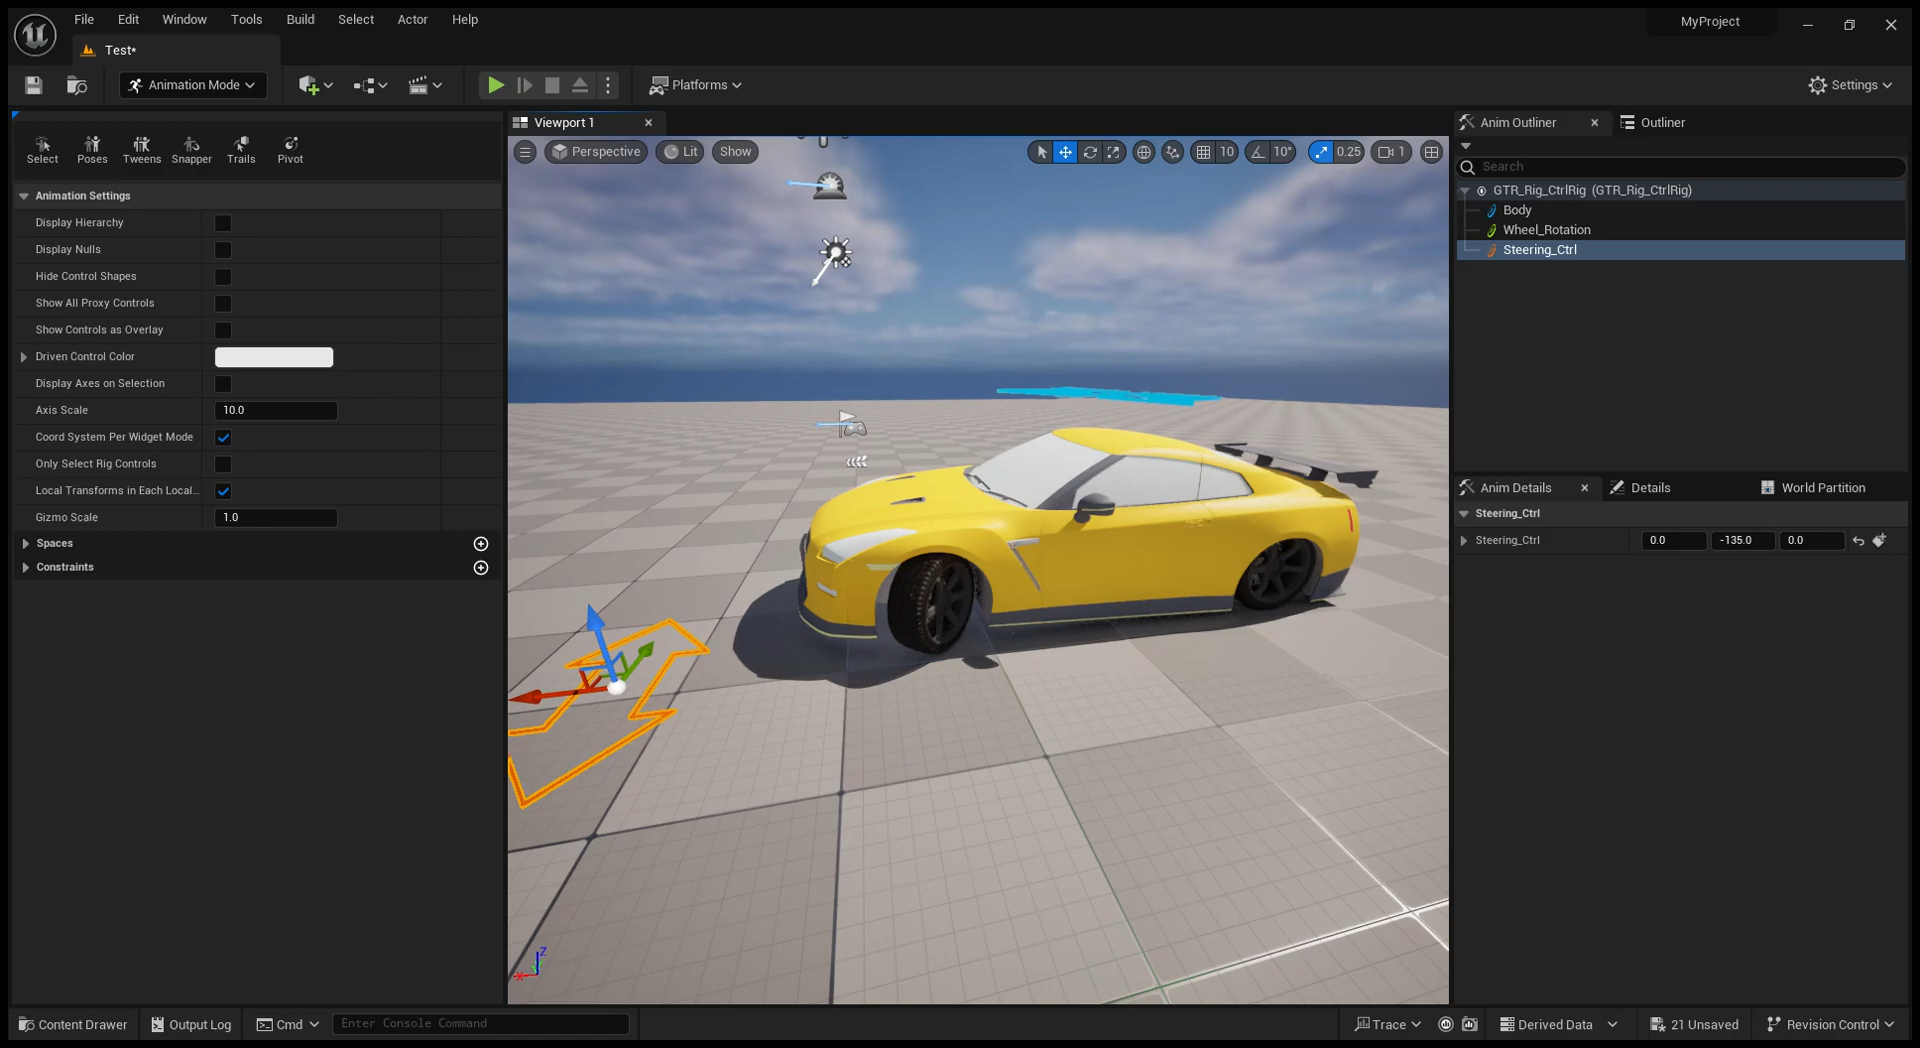 File Edit Window Tools Build Select Actor Help
MyProject
Test•
Animation Mode
Platforms
Settings
Select Poses Tweens Snapper Trails Pivot
Animation Settings
Display Hierarchy
Display Nulls
Hide Control Shapes
Show All Proxy Controls
Show Controls as Overlay
Driven Control Color
Display Axes on Selection
Axis Scale 10.0
Coord System Per Widget Mode
Only Select Rig Controls
Local Transforms in Each Local...
Gizmo Scale 1.0
Spaces
Constraints
Viewport 1
Perspective Lit Show 10 10° 0.25 1
Z
Anim Outliner Outliner
Search
GTR_Rig_CtrlRig (GTR_Rig_CtrlRig)
Body
Wheel_Rotation
Steering_Ctrl
Anim Details Details World Partition
Steering_Ctrl
Steering_Ctrl 0.0 -135.0 0.0
Content Drawer Output Log Cmd Enter Console Command Trace Derived Data 21 Unsaved Revision Control